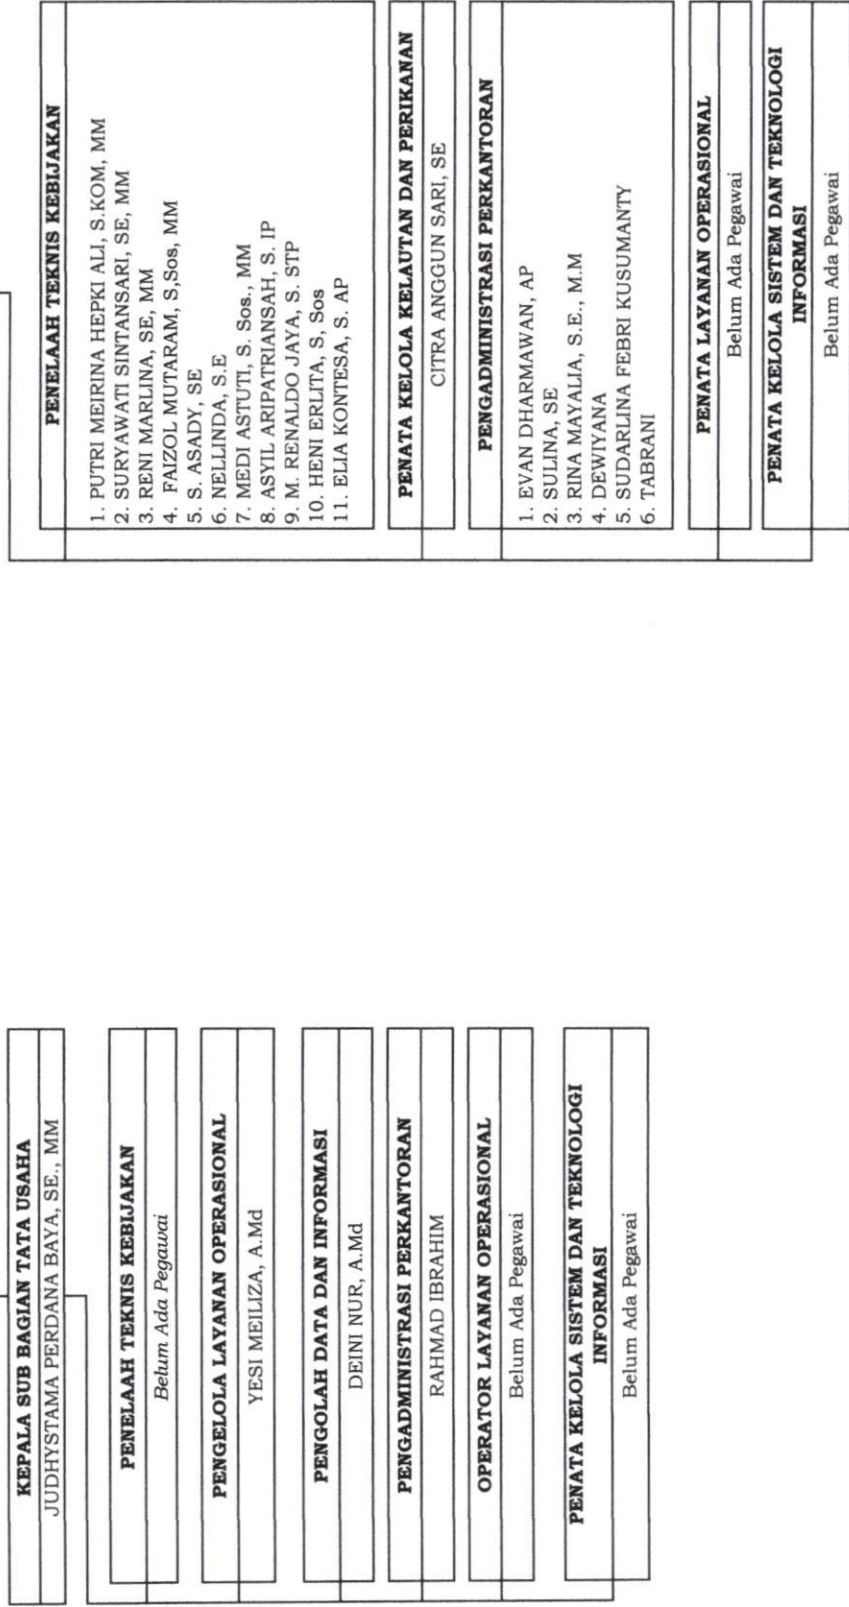 KEPALA SUB BAGIAN TATA USAHA
JUDHYSTAMA PERDANA BAYA, SE., MM
PENELAAH TEKNIS KEBIJAKAN
Belum Ada Pegawai
PENGELOLA LAYANAN OPERASIONAL
YESI MEILIZA, A.Md
PENGOLAH DATA DAN INFORMASI
DEINI NUR, A.Md
PENGADMINISTRASI PERKANTORAN
RAHMAD IBRAHIM
OPERATOR LAYANAN OPERASIONAL
Belum Ada Pegawai
PENATA KELOLA SISTEM DAN TEKNOLOGI
INFORMASI
Belum Ada Pegawai
PENELAAH TEKNIS KEBIJAKAN
1. PUTRI MEIRINA HEPKI ALI, S.KOM, MM
2. SURYAWATI SINTANSARI, SE, MM
3. RENI MARLINA, SE, MM
4. FAIZOL MUTARAM, S,Sos, MM
5. S. ASADY, SE
6. NELLINDA, S.E
7. MEDI ASTUTI, S. Sos., MM
8. ASYIL ARIPATRIANSAH, S. IP
9. M. RENALDO JAYA, S. STP
10. HENI ERLITA, S, Sos
11. ELIA KONTESA, S. AP
PENATA KELOLA KELAUTAN DAN PERIKANAN
CITRA ANGGUN SARI, SE
PENGADMINISTRASI PERKANTORAN
1. EVAN DHARMAWAN, AP
2. SULINA, SE
3. RINA MAYALIA, S.E., M.M
4. DEWIYANA
5. SUDARLINA FEBRI KUSUMANTY
6. TABRANI
PENATA LAYANAN OPERASIONAL
Belum Ada Pegawai
PENATA KELOLA SISTEM DAN TEKNOLOGI
INFORMASI
Belum Ada Pegawai